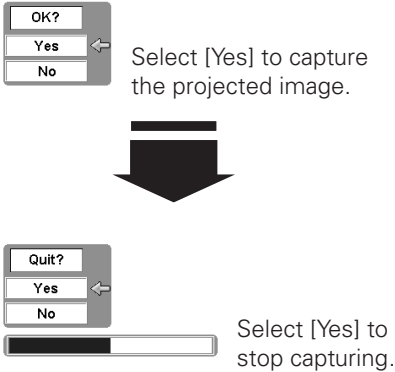 OK?
Yes
No
Select [Yes] to capture
the projected image.
Quit?
Yes
No
Select [Yes] to
stop capturing.